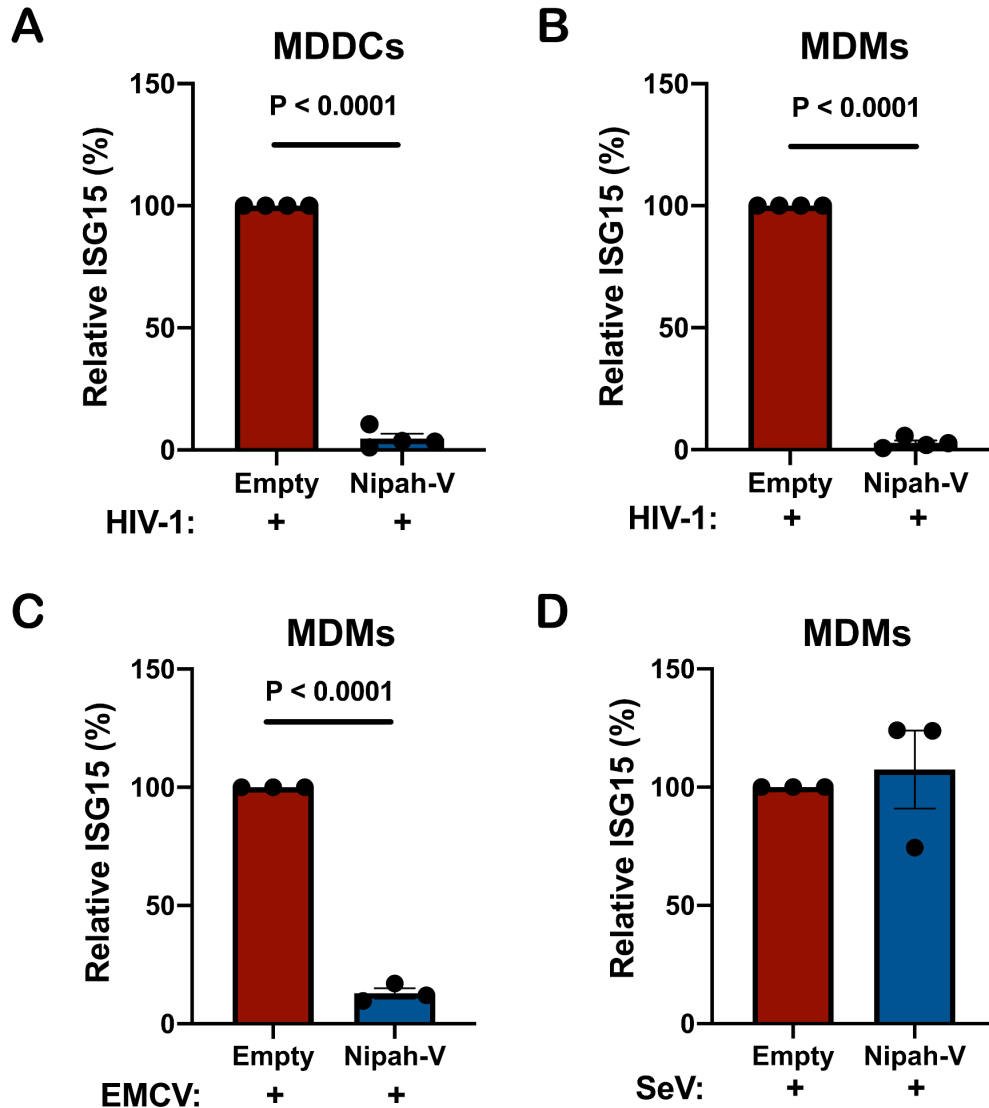 A
MDDCs
Relative ISG15 (%)
150
100
50
0
P < 0.0001
Empty Nipah-V
HIV-1: + +
B
MDMs
Relative ISG15 (%)
150
100
50
0
P < 0.0001
Empty Nipah-V
HIV-1: + +
C
MDMs
Relative ISG15 (%)
150
100
50
0
P < 0.0001
Empty Nipah-V
EMCV: + +
D
MDMs
Relative ISG15 (%)
150
100
50
0
Empty Nipah-V
SeV: + +